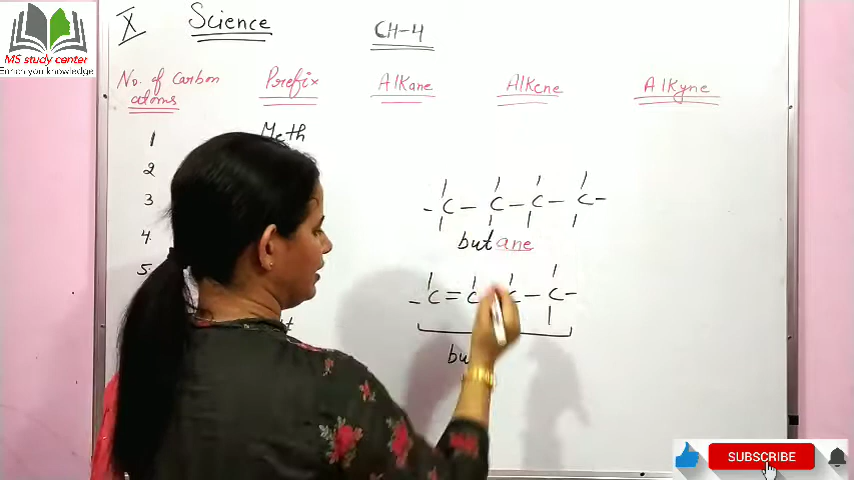 X Science CH-4
MS study center
Enrich you knowledge
No. of Carbon atoms Prefix Alkane Alkene Alkyne
1 Meth
2
3
4.
5.
- C - C - C - C -
butane
- C = C C - C -
bu
SUBSCRIBE